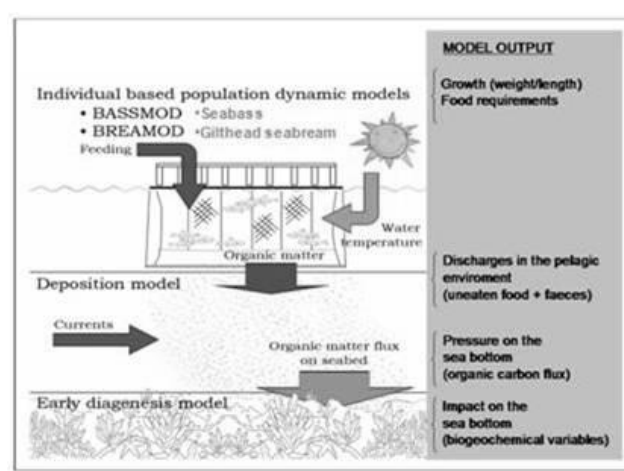 MODEL OUTPUT
Individual based population dynamic models
• BASSMOD •Seabass
• BREAMOD •Gilthead seabream
Feeding
Growth (weight/length)
Food requirements
Water
temperature
Organic matter
Discharges in the pelagic
enviroment
(uneaten food + faeces)
Deposition model
Currents
Organic matter flux
on seabed
Pressure on the
sea bottom
(organic carbon flux)
Early diagenesis model
Impact on the
sea bottom
(biogeochemical variables)